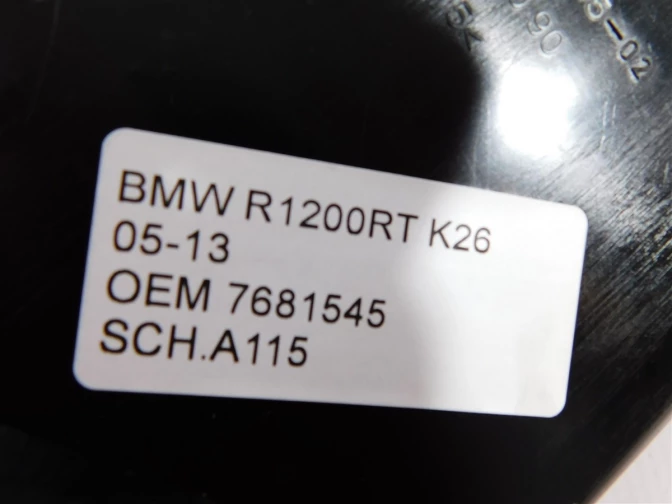 BMW R1200RT K26
05-13
OEM 7681545
SCH.A115